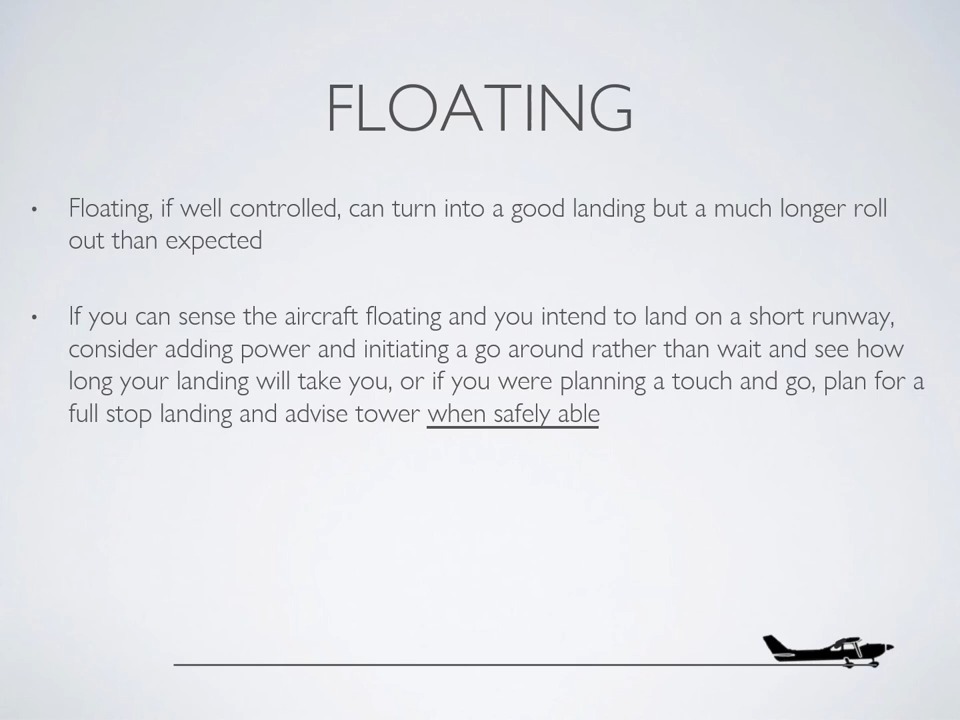 FLOATING
• Floating, if well controlled, can turn into a good landing but a much longer roll
out than expected
• If you can sense the aircraft floating and you intend to land on a short runway,
consider adding power and initiating a go around rather than wait and see how
long your landing will take you, or if you were planning a touch and go, plan for a
full stop landing and advise tower when safely able